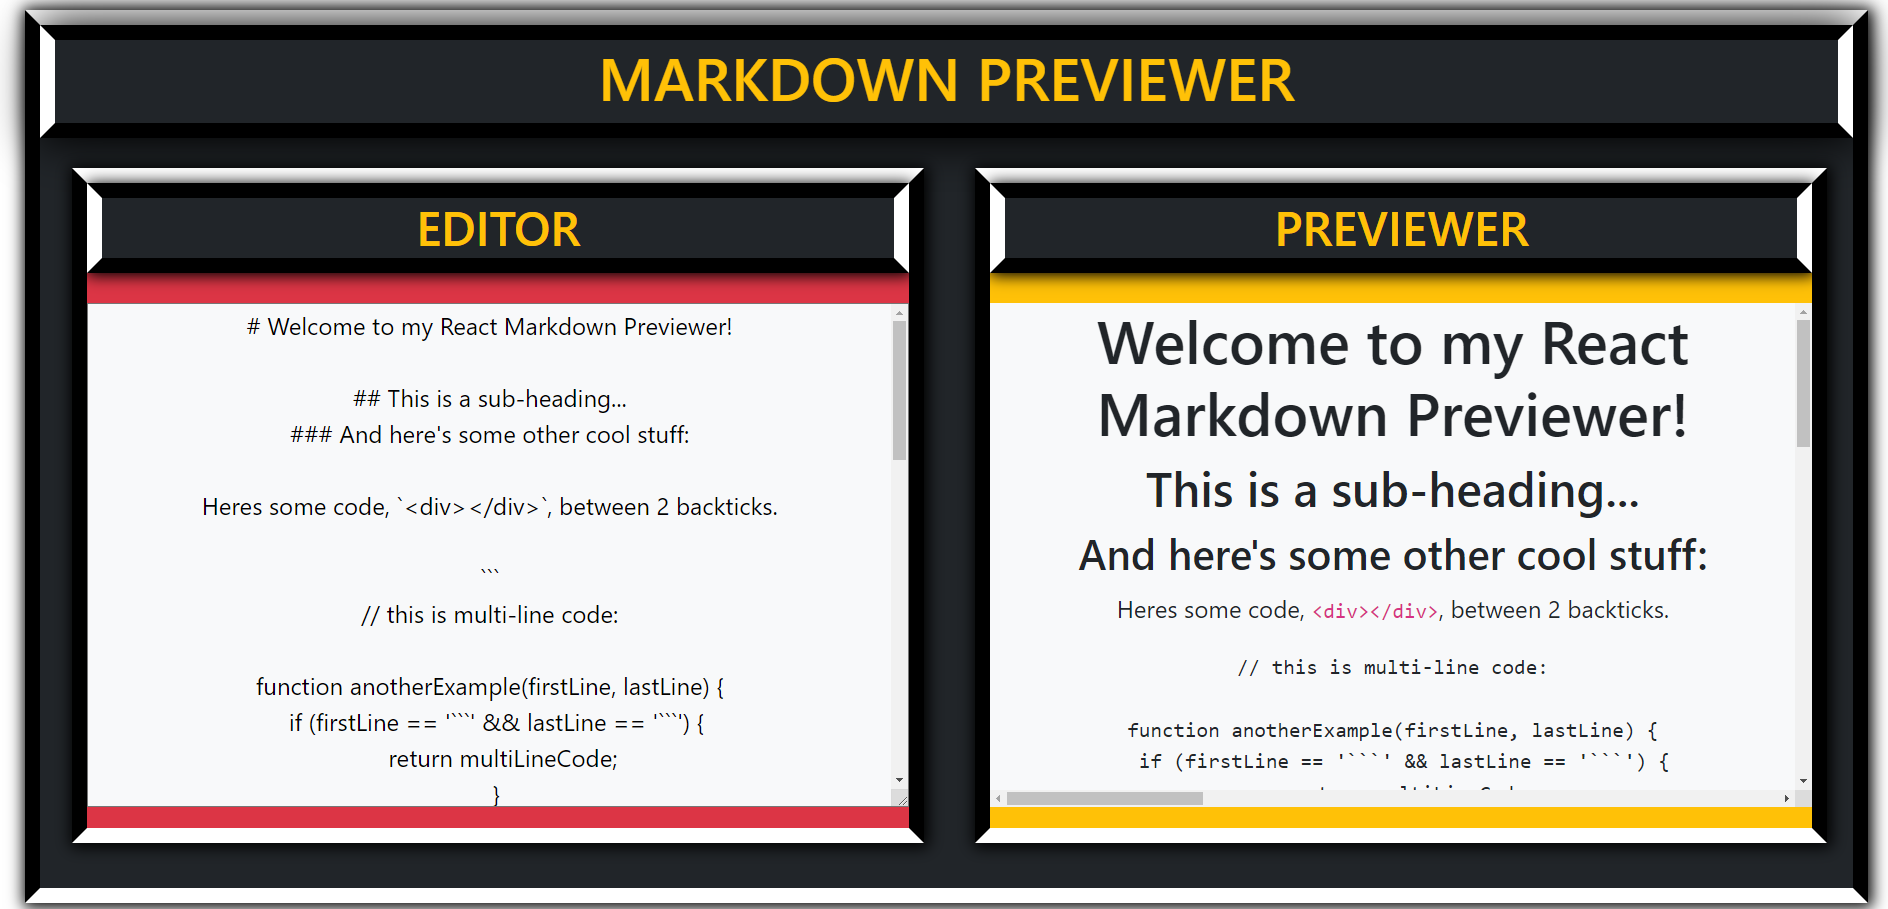 MARKDOWN PREVIEWER
EDITOR
# Welcome to my React Markdown Previewer!
## This is a sub-heading...
### And here's some other cool stuff:
Heres some code, `<div></div>`, between 2 backticks.
```
// this is multi-line code:
function anotherExample(firstLine, lastLine) {
if (firstLine == '```' && lastLine == '```') {
return multiLineCode;
}
PREVIEWER
Welcome to my React
Markdown Previewer!
This is a sub-heading...
And here's some other cool stuff:
Heres some code, <div></div>, between 2 backticks.
// this is multi-line code:
function anotherExample(firstLine, lastLine) {
if (firstLine == '```' && lastLine == '```') {